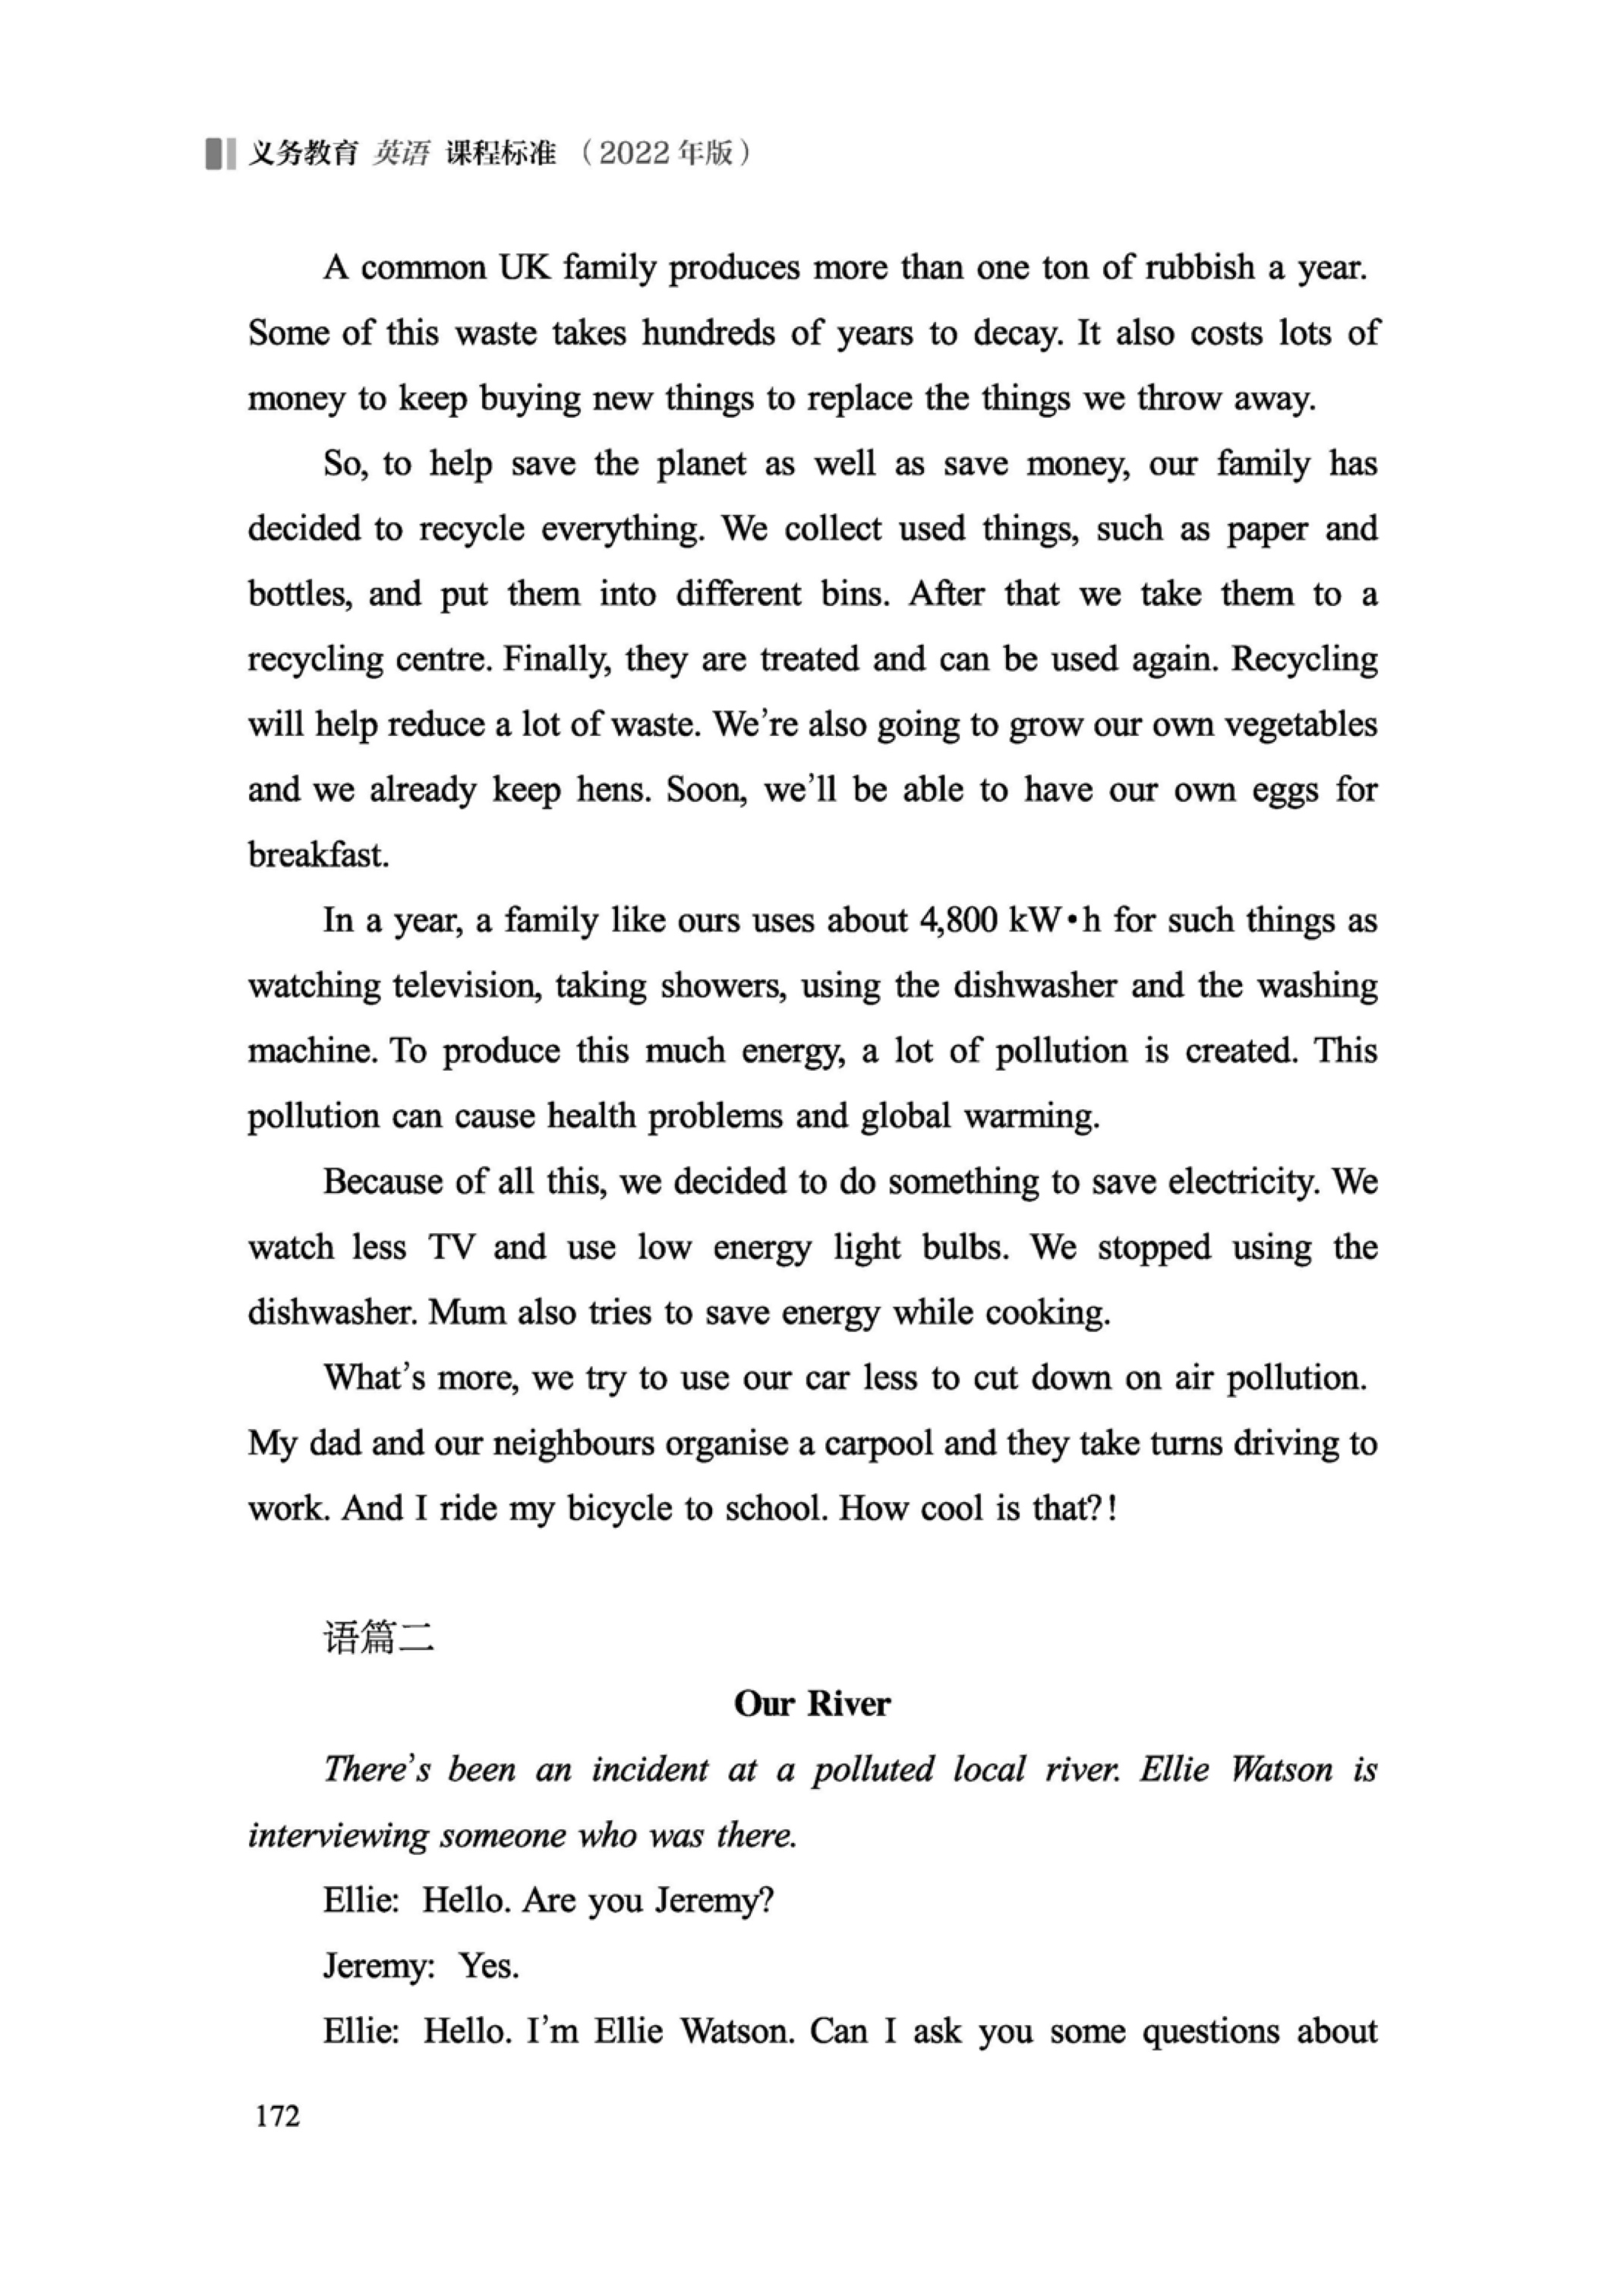 义务教育 英语 课程标准（2022 年版）
A common UK family produces more than one ton of rubbish a year.
Some of this waste takes hundreds of years to decay. It also costs lots of
money to keep buying new things to replace the things we throw away.
So, to help save the planet as well as save money, our family has
decided to recycle everything. We collect used things, such as paper and
bottles, and put them into different bins. After that we take them to a
recycling centre. Finally, they are treated and can be used again. Recycling
will help reduce a lot of waste. We're also going to grow our own vegetables
and we already keep hens. Soon, we'll be able to have our own eggs for
breakfast.
In a year, a family like ours uses about 4,800 kW•h for such things as
watching television, taking showers, using the dishwasher and the washing
machine. To produce this much energy, a lot of pollution is created. This
pollution can cause health problems and global warming.
Because of all this, we decided to do something to save electricity. We
watch less TV and use low energy light bulbs. We stopped using the
dishwasher. Mum also tries to save energy while cooking.
What's more, we try to use our car less to cut down on air pollution.
My dad and our neighbours organise a carpool and they take turns driving to
work. And I ride my bicycle to school. How cool is that?!
语篇二
Our River
There's been an incident at a polluted local river. Ellie Watson is
interviewing someone who was there.
Ellie: Hello. Are you Jeremy?
Jeremy: Yes.
Ellie: Hello. I'm Ellie Watson. Can I ask you some questions about
172